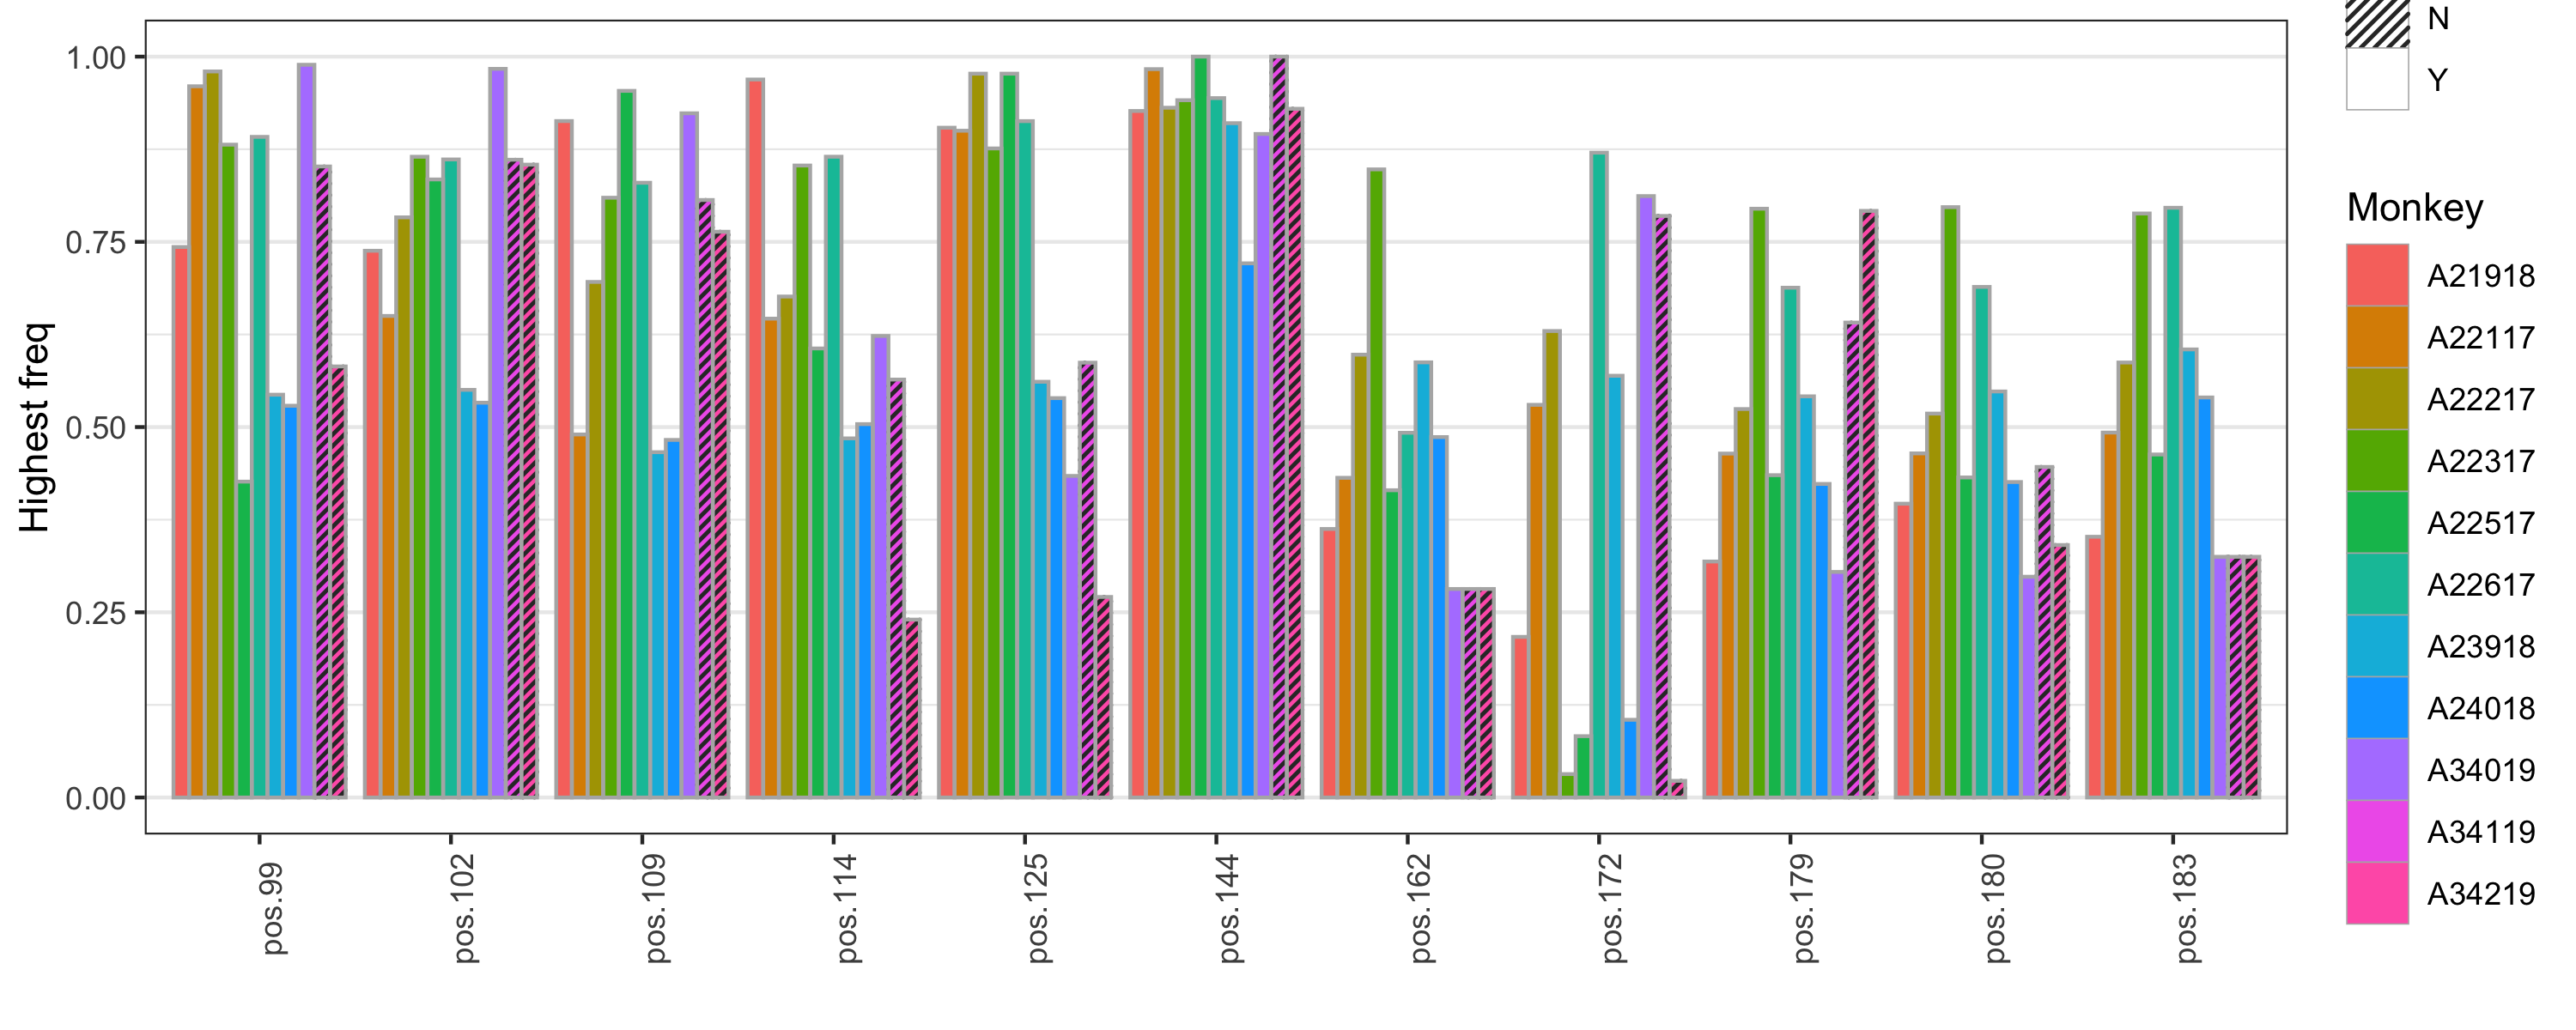 N
Y
Monkey
A21918
A22117
A22217
A22317
A22517
A22617
A23918
A24018
A34019
A34119
A34219
Highest freq
1.00
0.75
0.50
0.25
0.00
pos.99
pos.102
pos.109
pos.114
pos.125
pos.144
pos.162
pos.172
pos.179
pos.180
pos.183